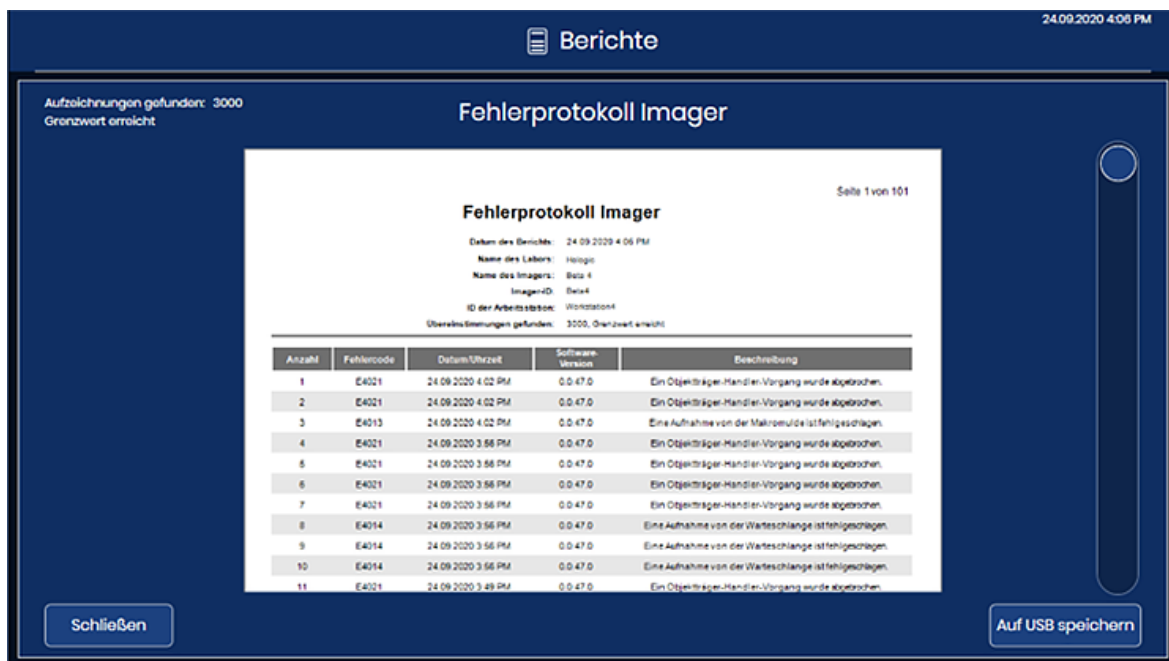 24.09.2020 4:06 PM
Berichte
Aufzeichnungen gefunden: 3000
Grenzwert erreicht
Fehlerprotokoll Imager
Seite 1 von 101
Fehlerprotokoll Imager
Datum des Berichts: 24.09.2020 4:06 PM
Name des Labors: Hologic
Name des Imagers: Beta 4
Imager-ID: Beta4
ID der Arbeitsstation: Workstation4
Übereinstimmungen gefunden: 3000, Grenzwert erreicht
Anzahl Fehlercode Datum/Uhrzeit Software-Version Beschreibung
1 E4021 24.09.2020 4:02 PM 0.0.47.0 Ein Objektträger-Handler-Vorgang wurde abgebrochen.
2 E4021 24.09.2020 4:02 PM 0.0.47.0 Ein Objektträger-Handler-Vorgang wurde abgebrochen.
3 E4013 24.09.2020 4:02 PM 0.0.47.0 Eine Aufnahme von der Makromulde ist fehlgeschlagen.
4 E4021 24.09.2020 3:56 PM 0.0.47.0 Ein Objektträger-Handler-Vorgang wurde abgebrochen.
5 E4021 24.09.2020 3:56 PM 0.0.47.0 Ein Objektträger-Handler-Vorgang wurde abgebrochen.
6 E4021 24.09.2020 3:56 PM 0.0.47.0 Ein Objektträger-Handler-Vorgang wurde abgebrochen.
7 E4021 24.09.2020 3:56 PM 0.0.47.0 Ein Objektträger-Handler-Vorgang wurde abgebrochen.
8 E4014 24.09.2020 3:56 PM 0.0.47.0 Eine Aufnahme von der Warteschlange ist fehlgeschlagen.
9 E4014 24.09.2020 3:56 PM 0.0.47.0 Eine Aufnahme von der Warteschlange ist fehlgeschlagen.
10 E4014 24.09.2020 3:56 PM 0.0.47.0 Eine Aufnahme von der Warteschlange ist fehlgeschlagen.
11 E4021 24.09.2020 3:49 PM 0.0.47.0 Ein Objektträger-Handler-Vorgang wurde abgebrochen.
Schließen
Auf USB speichern